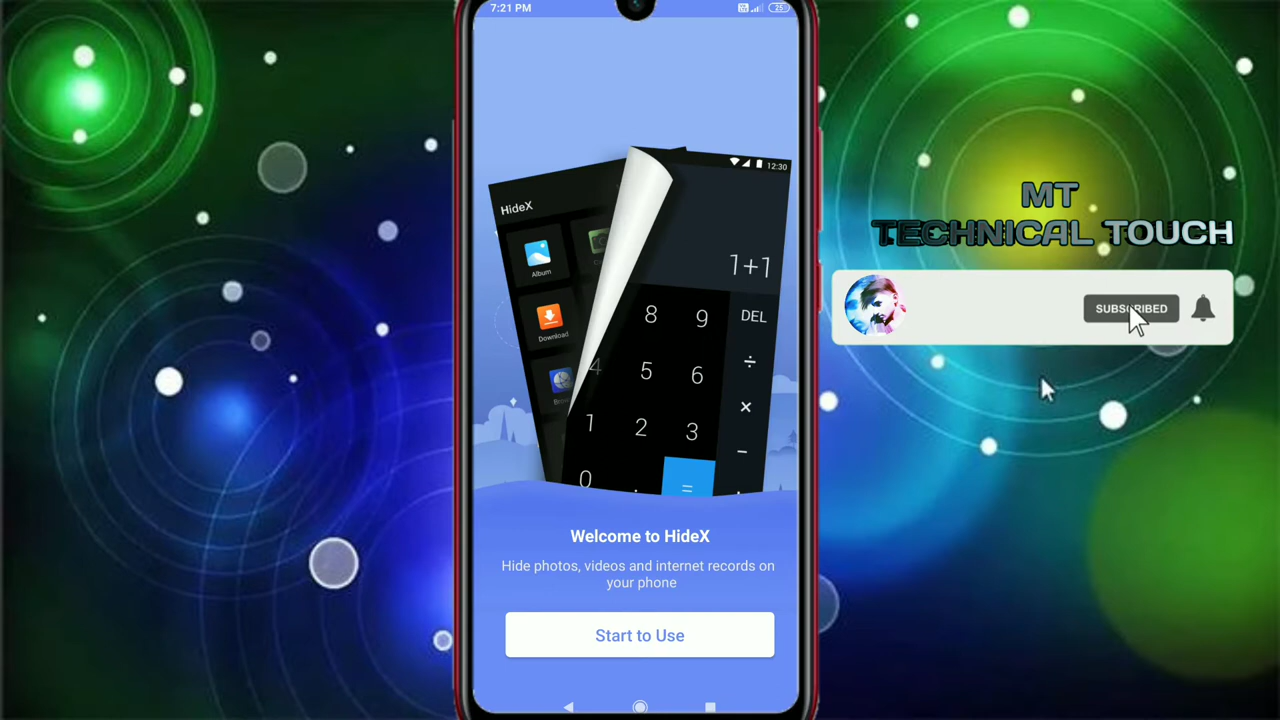 7:21 PM
25
12:30
HideX
1+1
Album
Download
8 9 DEL
4 5 6 ÷
×
1 2 3
−
0 . = +
Welcome to HideX
Hide photos, videos and internet records on
your phone
Start to Use
MT
TECHNICAL TOUCH
SUBSCRIBED